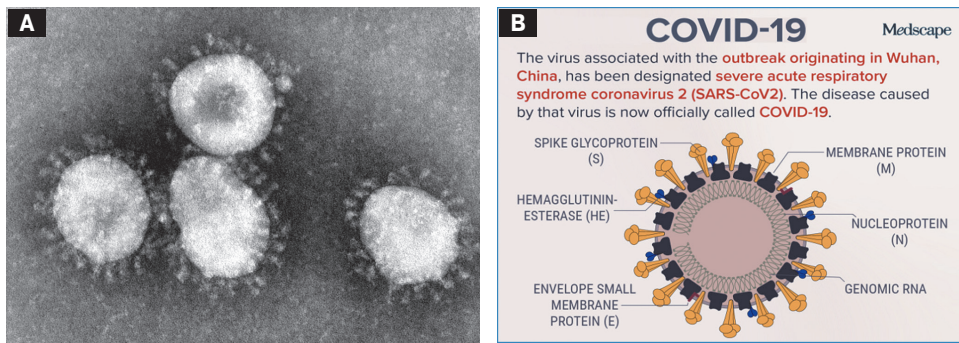 A
B
COVID-19
Medscape
The virus associated with the outbreak originating in Wuhan,
China, has been designated severe acute respiratory
syndrome coronavirus 2 (SARS-CoV2). The disease caused
by that virus is now officially called COVID-19.
SPIKE GLYCOPROTEIN
(S)
MEMBRANE PROTEIN
(M)
HEMAGGLUTININ-
ESTERASE (HE)
NUCLEOPROTEIN
(N)
ENVELOPE SMALL
MEMBRANE
PROTEIN (E)
GENOMIC RNA